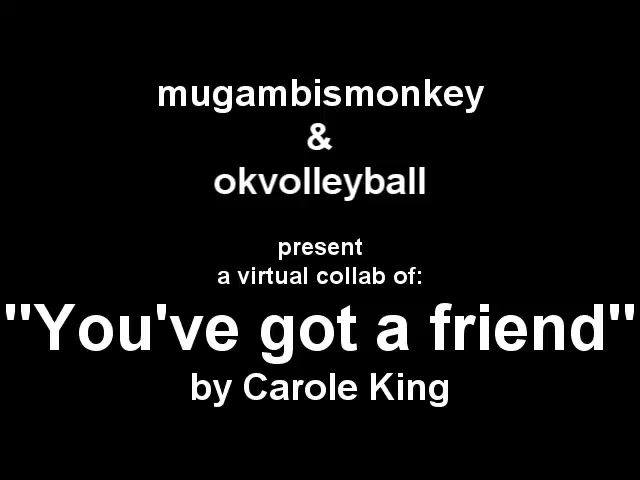 mugambismonkey
&
okvolleyball
present
a virtual collab of:
"You've got a friend"
by Carole King